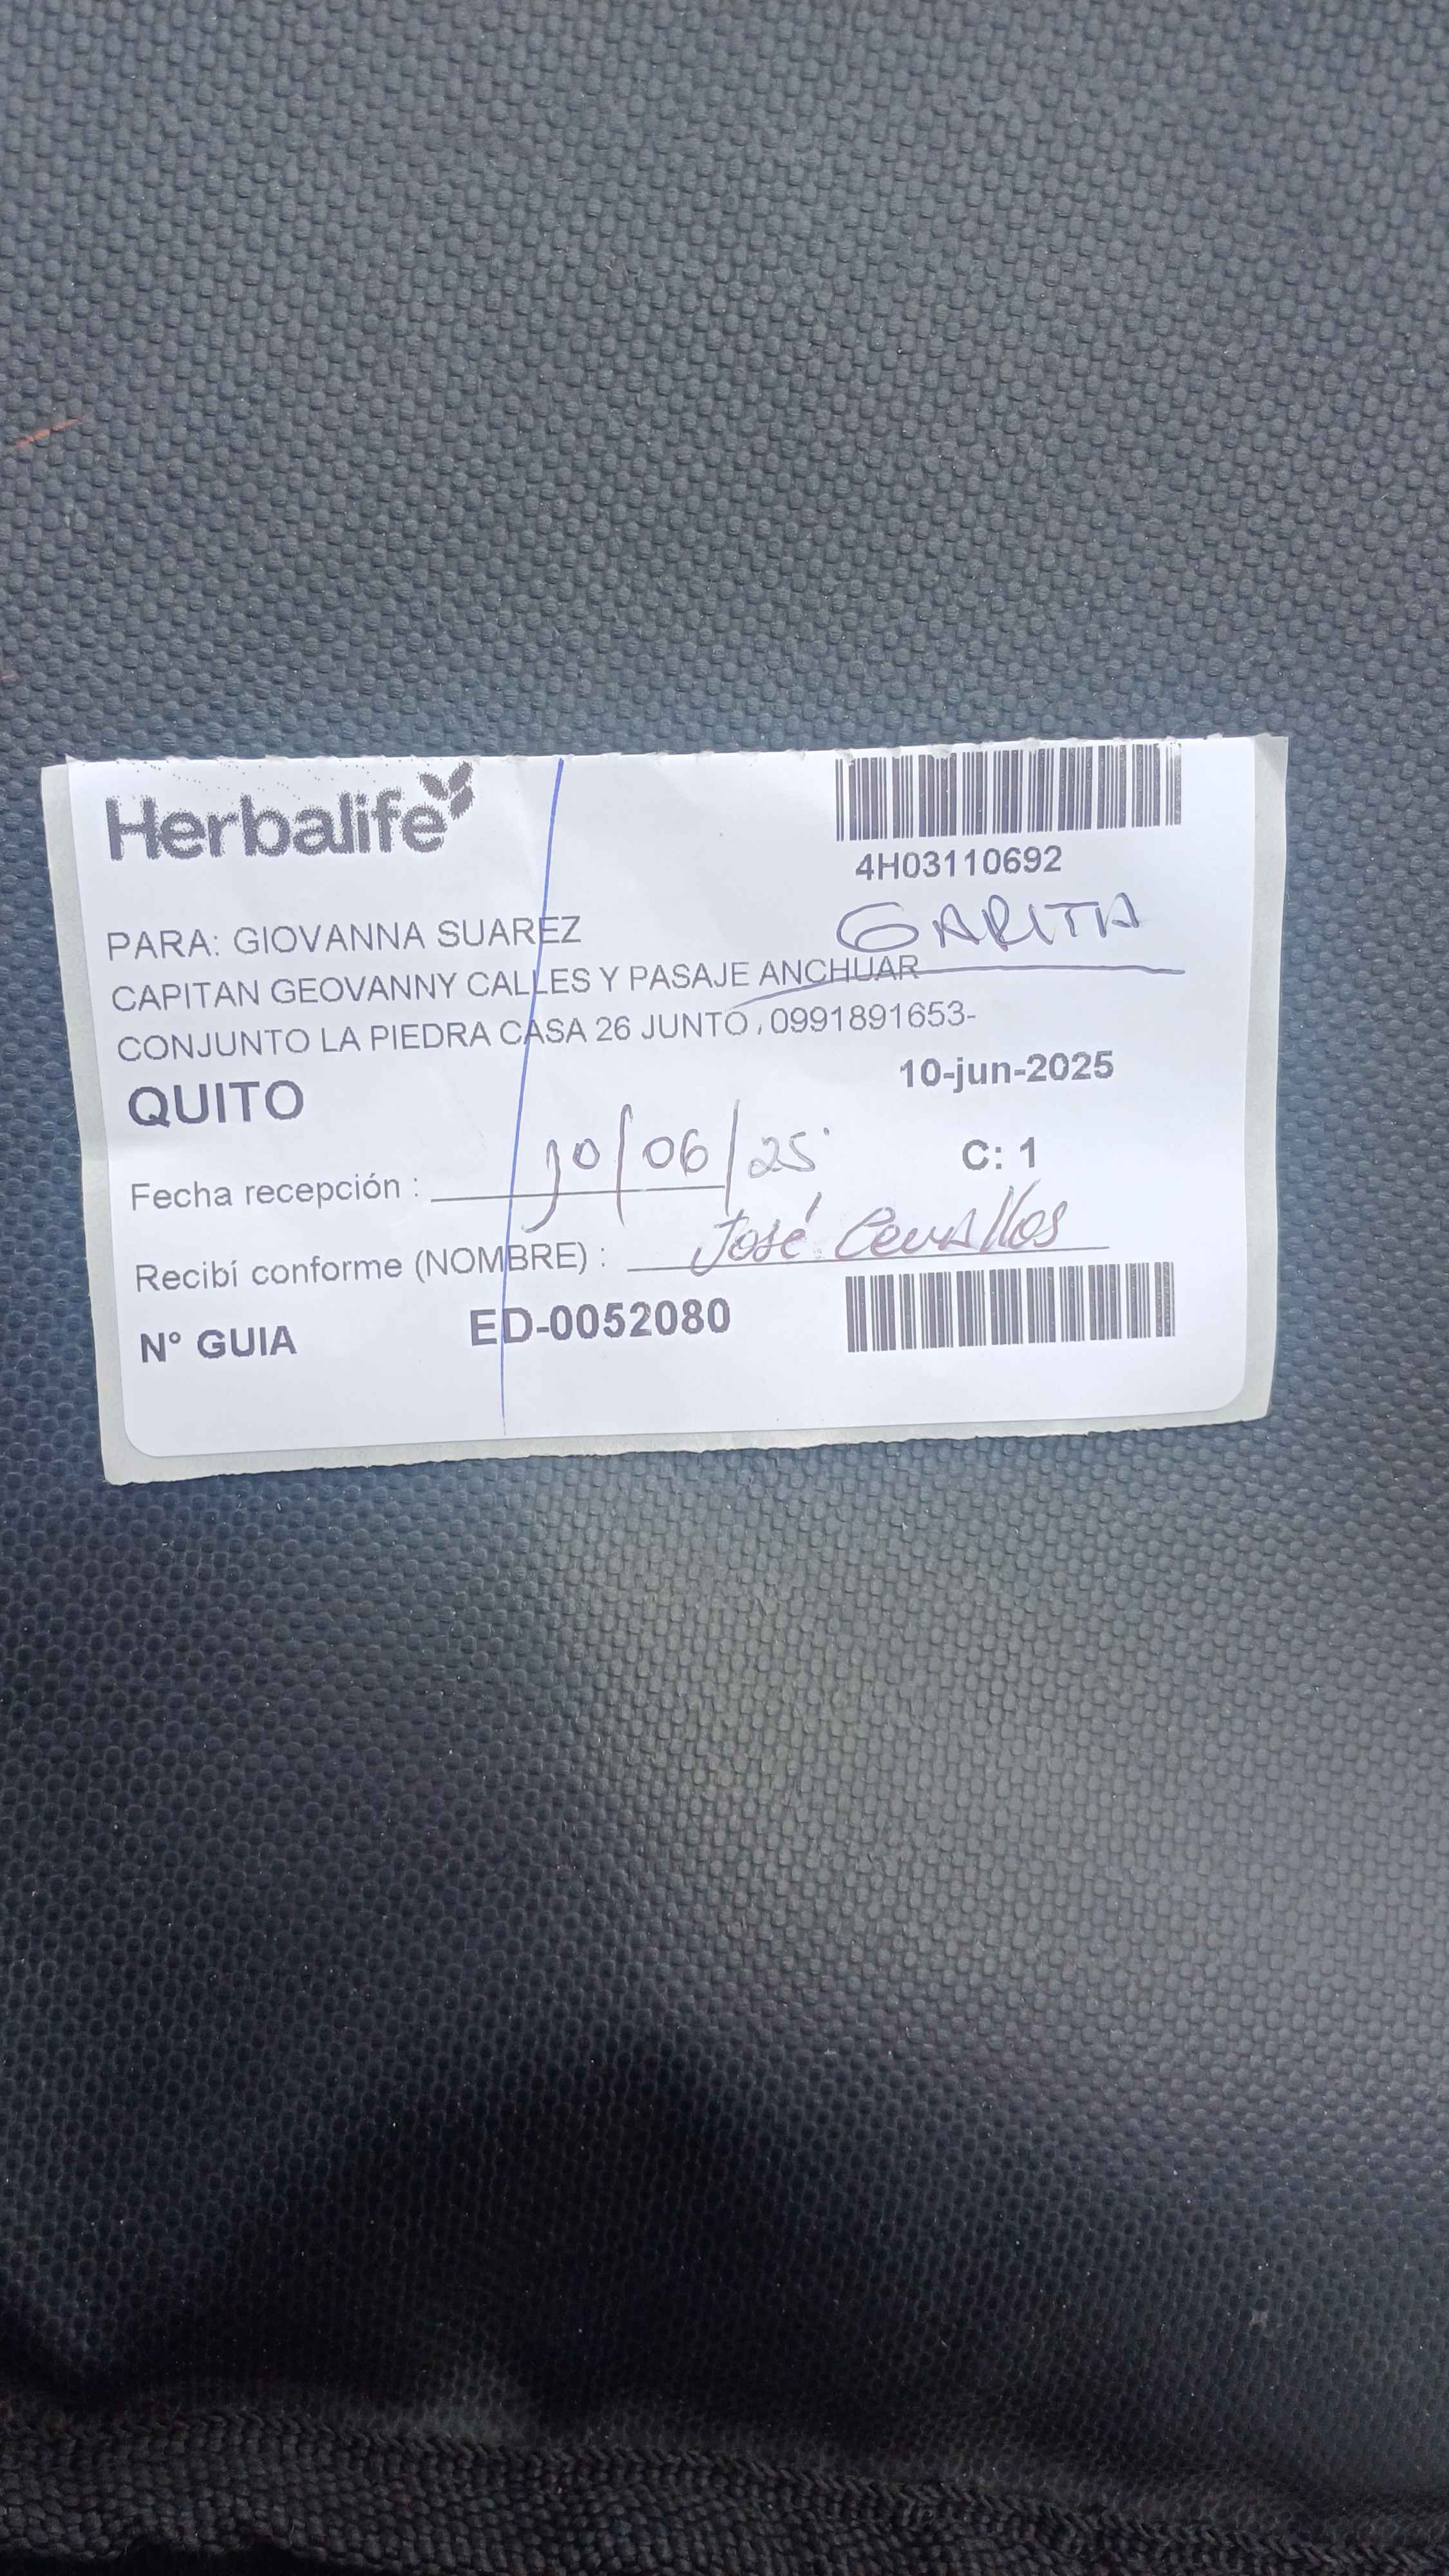 Herbalife
4H03110692
GARITA
PARA: GIOVANNA SUAREZ
CAPITAN GEOVANNY CALLES Y PASAJE ANCHUAR
CONJUNTO LA PIEDRA CASA 26 JUNTO , 0991891653-
QUITO
10-jun-2025
C: 1
Fecha recepción : 10/06/25
Recibí conforme (NOMBRE) : José Cevallos
N° GUIA ED-0052080